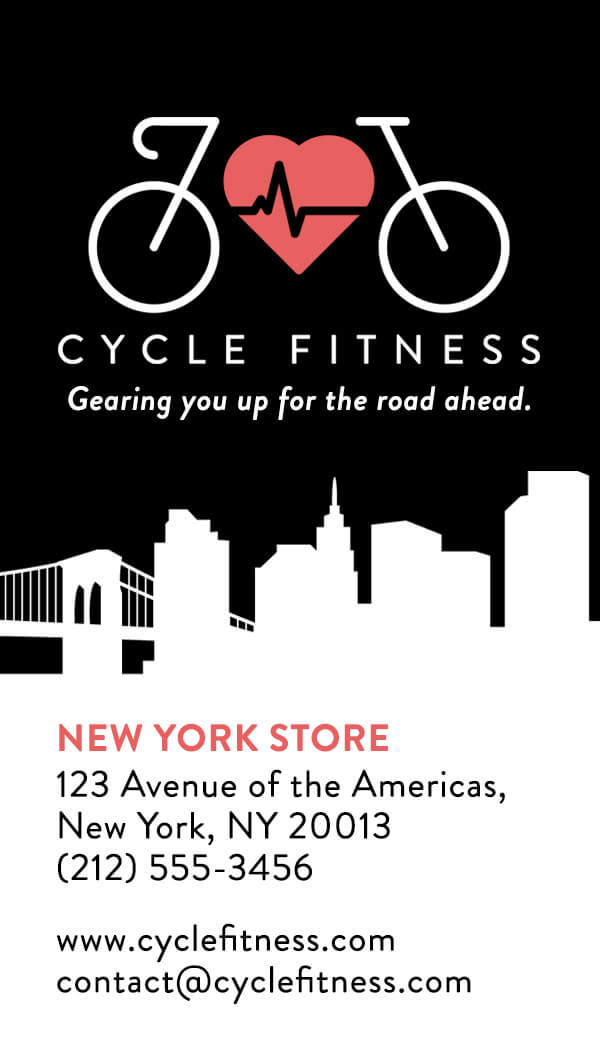 CYCLE FITNESS
Gearing you up for the road ahead.
NEW YORK STORE
123 Avenue of the Americas,
New York, NY 20013
(212) 555-3456
www.cyclefitness.com
contact@cyclefitness.com